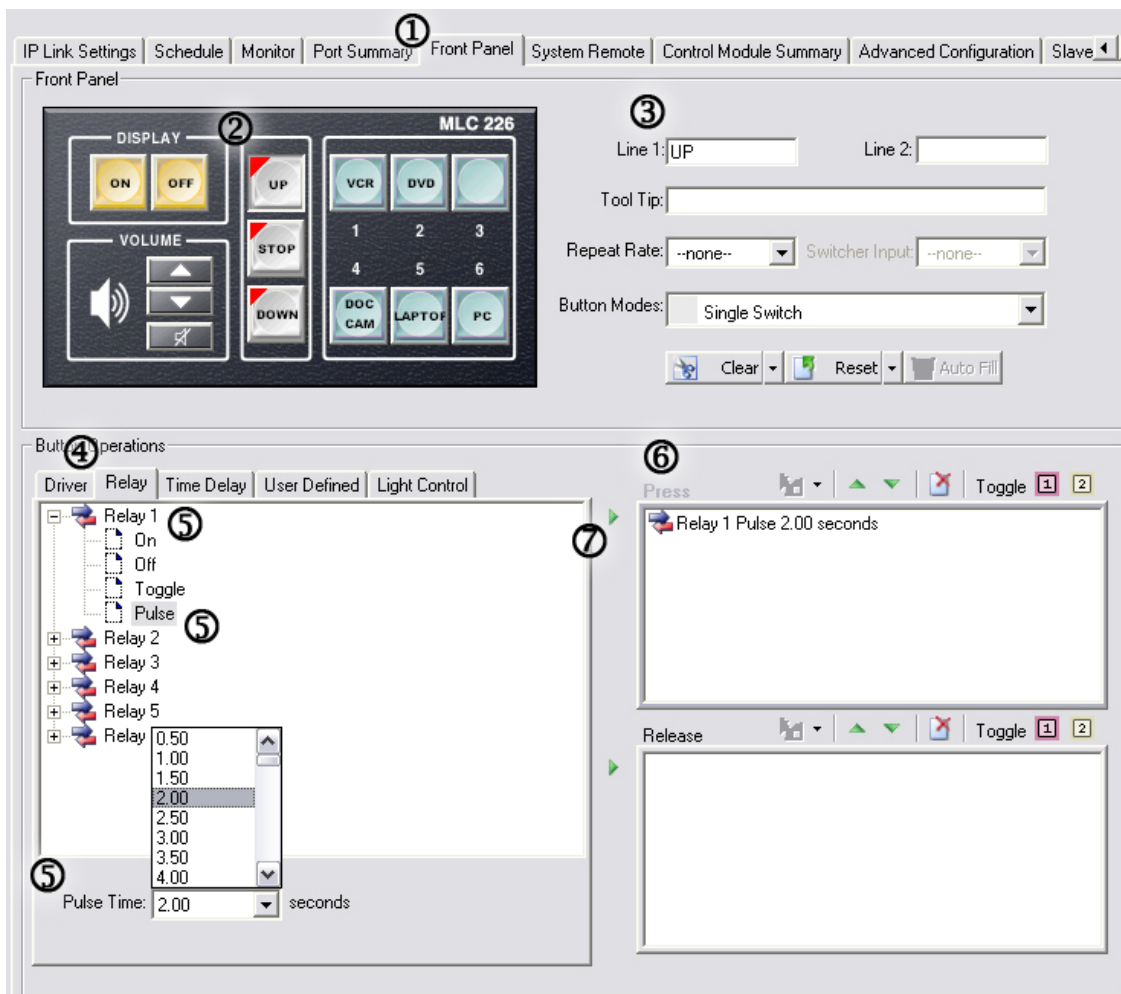 ①
IP Link Settings Schedule Monitor Port Summary Front Panel System Remote Control Module Summary Advanced Configuration Slave
Front Panel
MLC 226
DISPLAY ②
ON OFF
VOLUME
UP
STOP
DOWN
VCR DVD
1 2 3
4 5 6
DOC CAM LAPTOP PC
③
Line 1: UP Line 2:
Tool Tip:
Repeat Rate: --none-- Switcher Input: --none--
Button Modes: Single Switch
Clear Reset Auto Fill
Button Operations
④
Driver Relay Time Delay User Defined Light Control
Relay 1 ⑤
On
Off
Toggle
Pulse ⑤
Relay 2
Relay 3
Relay 4
Relay 5
Relay
0.50
1.00
1.50
2.00
2.50
3.00
3.50
4.00
⑤
Pulse Time: 2.00 seconds
⑥
Press Toggle 1 2
⑦
Relay 1 Pulse 2.00 seconds
Release Toggle 1 2